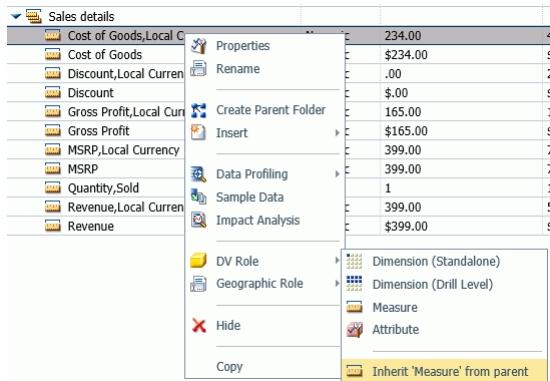 Sales details
Cost of Goods,Local C 234.00
Cost of Goods $234.00
Discount,Local Curren .00
Discount $.00
Gross Profit,Local Curr 165.00
Gross Profit $165.00
MSRP,Local Currency 399.00
MSRP 399.00
Quantity,Sold 1
Revenue,Local Curren 399.00
Revenue $399.00
Properties
Rename
Create Parent Folder
Insert
Data Profiling
Sample Data
Impact Analysis
DV Role
Geographic Role
Hide
Copy
Dimension (Standalone)
Dimension (Drill Level)
Measure
Attribute
Inherit 'Measure' from parent